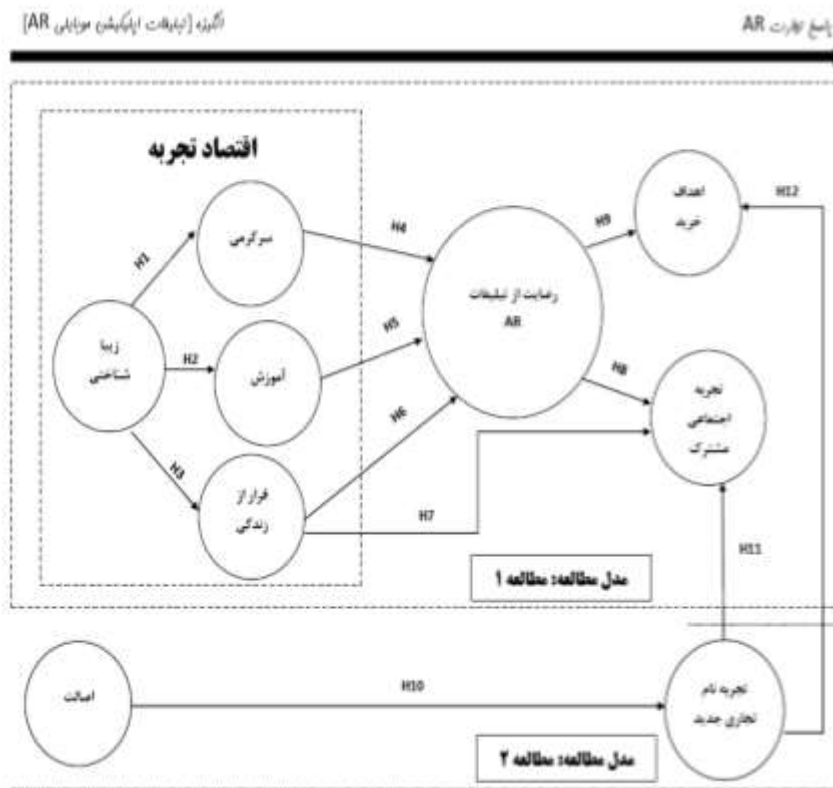 پاسخ نظرت AR
انگیزه [تبلیغات اپلیکیشن موبایلی AR]
اقتصاد تجربه
سرگرمی
زیبا
شناختی
آموزش
فرار از
زندگی
رضایت از تبلیغات
AR
اهداف
خرید
تجربه
اجتماعی
مشترک
H1
H2
H3
H4
H5
H6
H7
H8
H9
H12
H11
مدل مطالعه: مطالعه ۱
اصالت
H10
تجربه نام
تجاری جدید
مدل مطالعه: مطالعه ۲